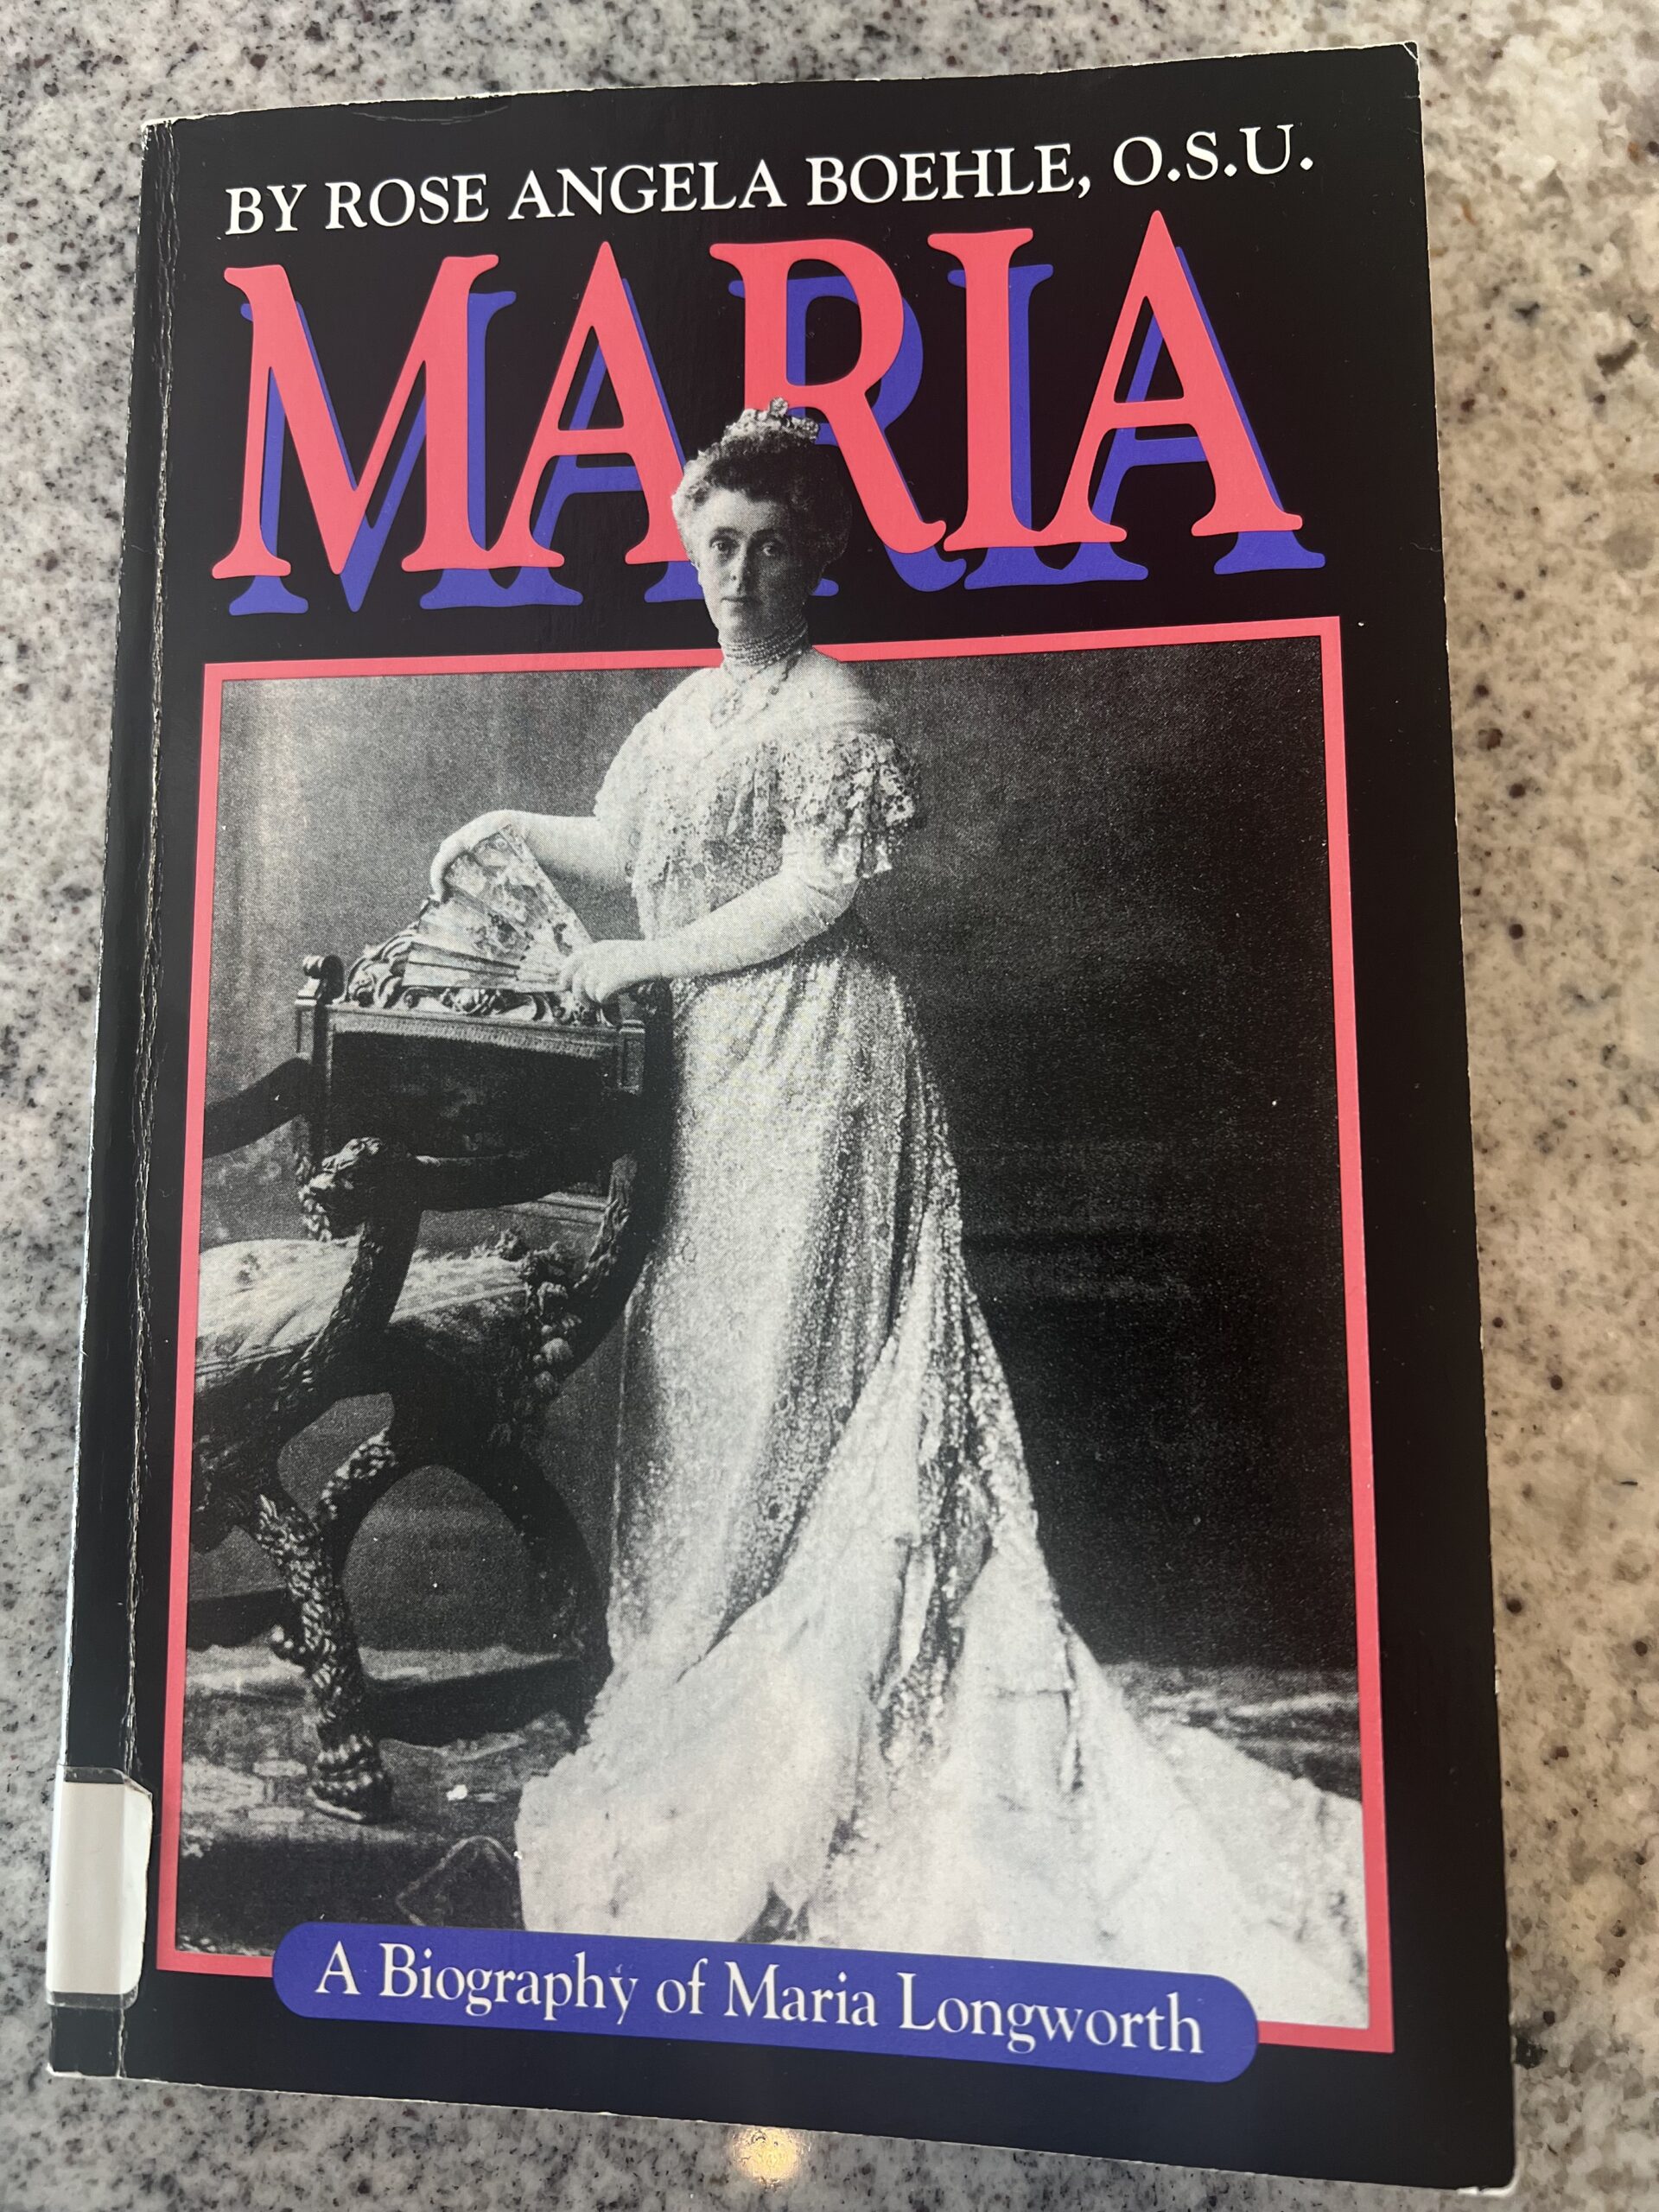 BY ROSE ANGELA BOEHLE, O.S.U.
MARIA
A Biography of Maria Longworth